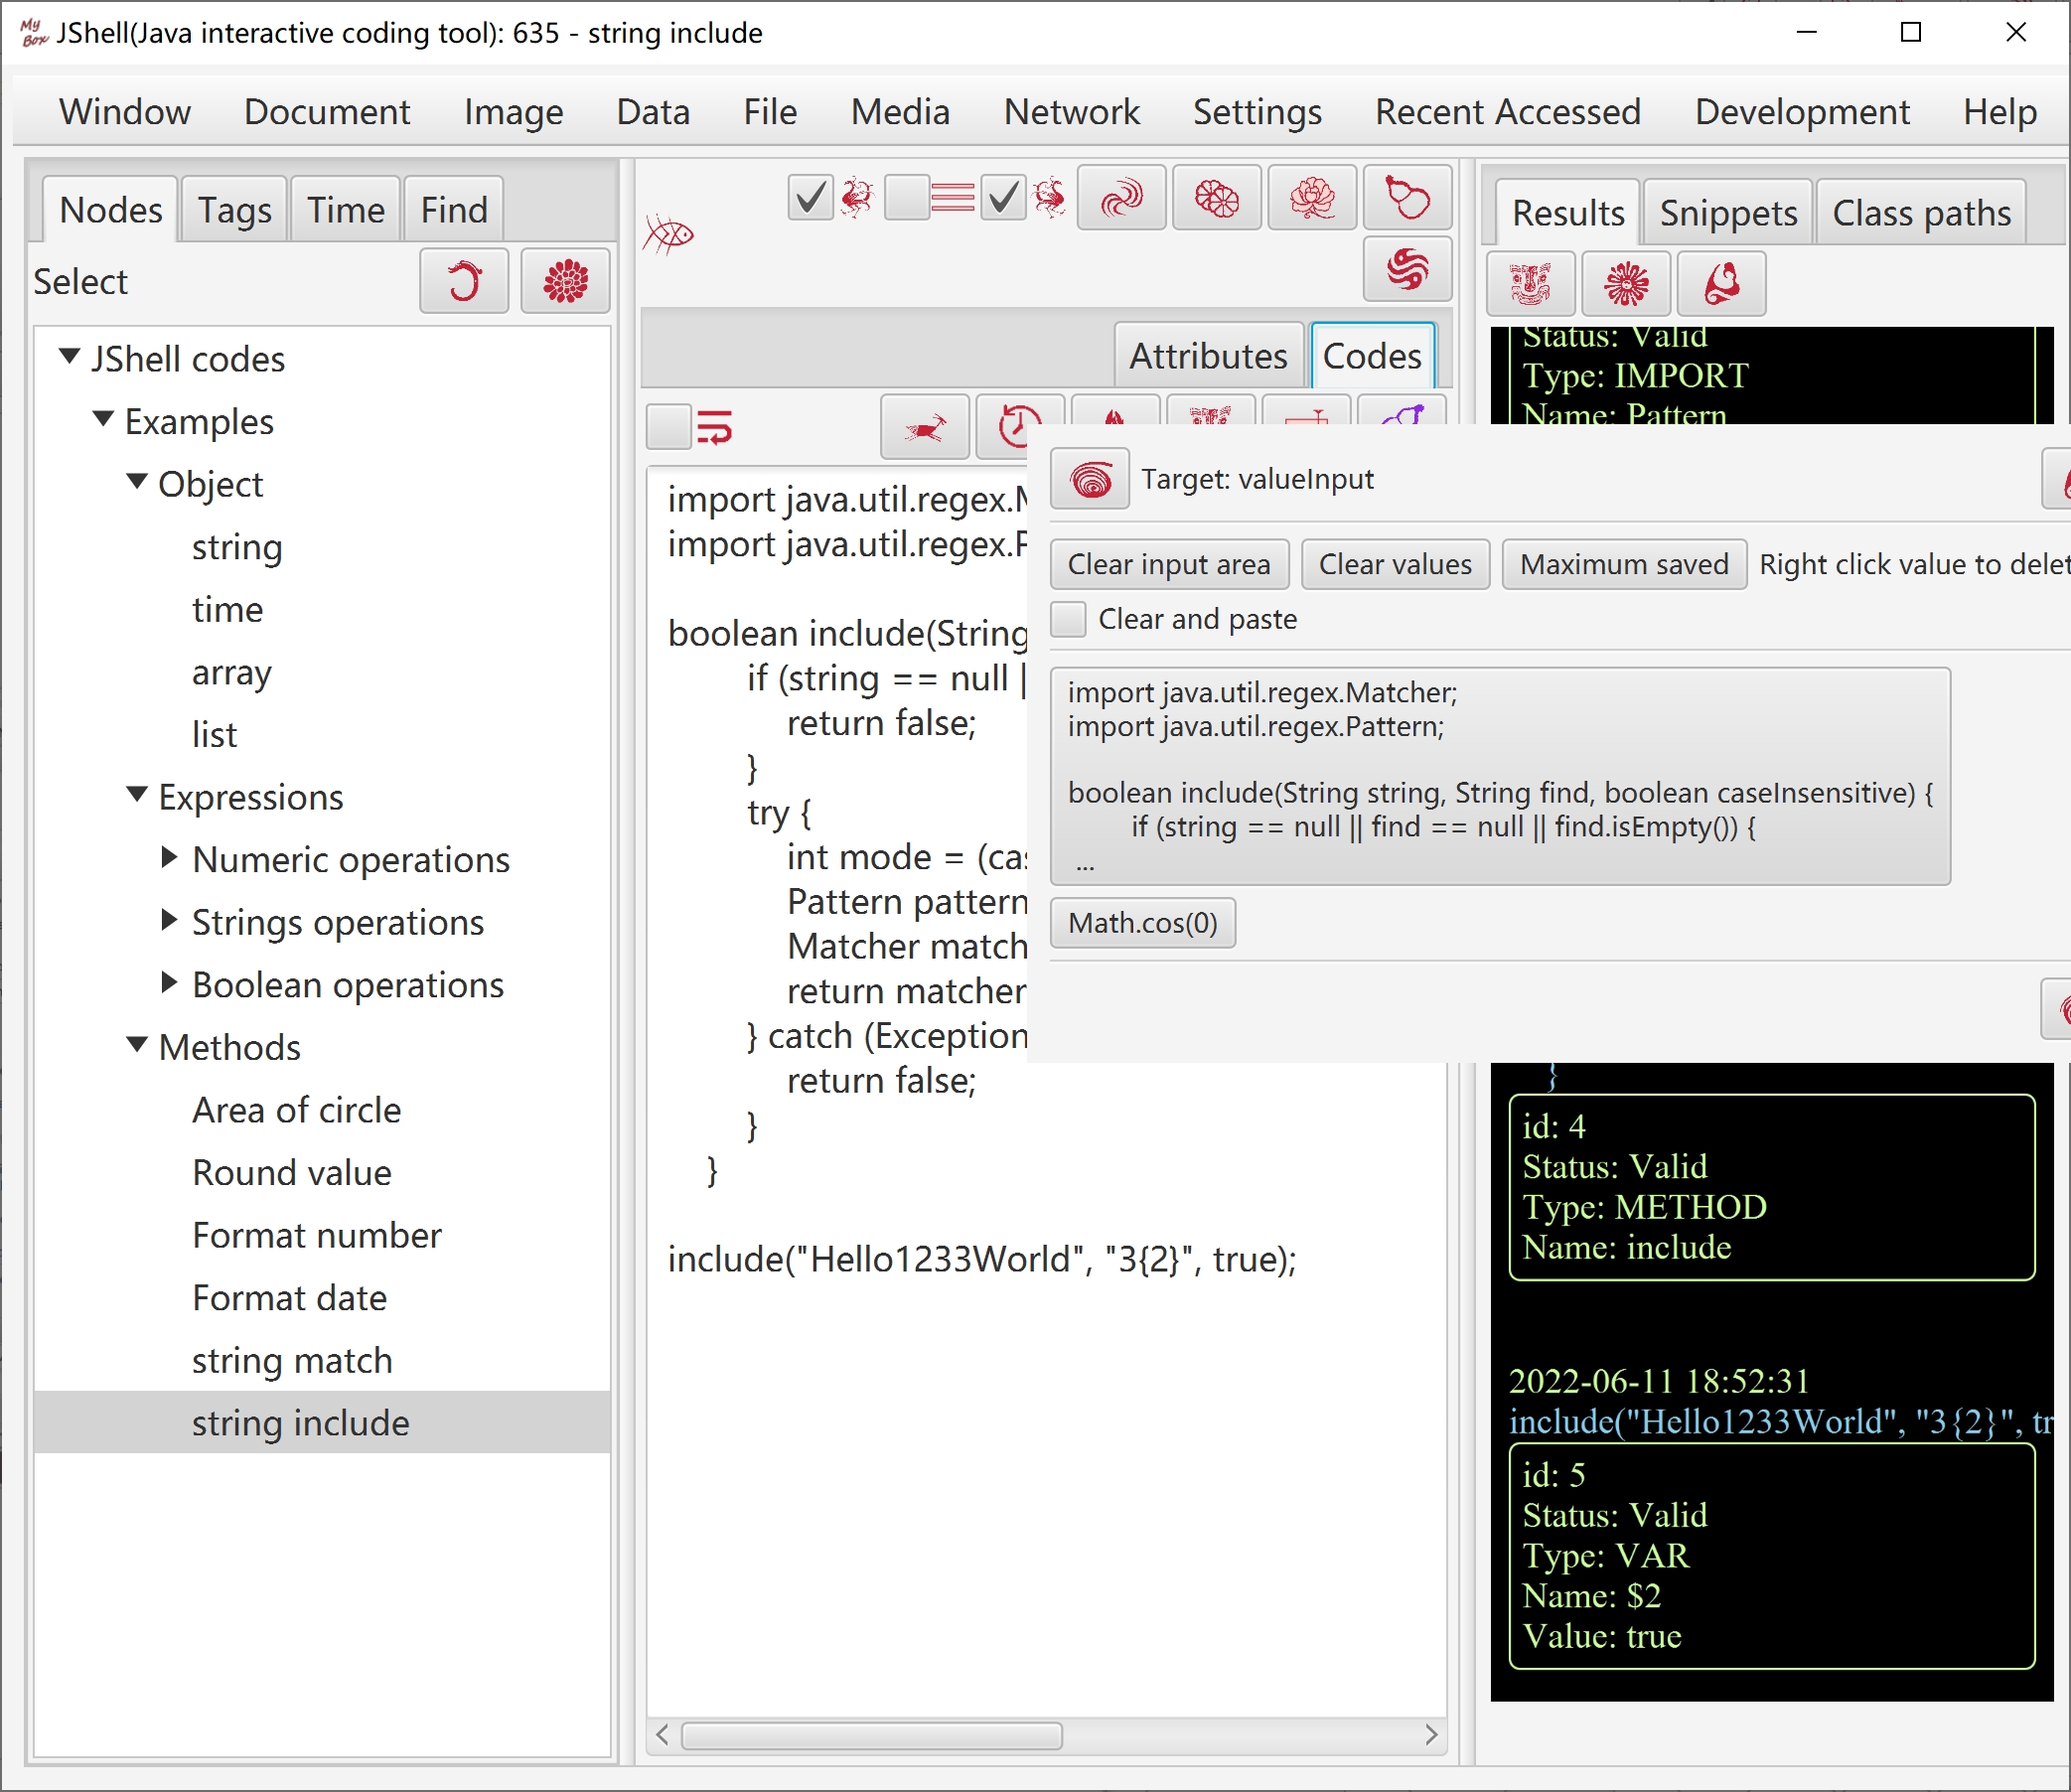 My Box
JShell(Java interactive coding tool): 635 - string include
Window Document Image Data File Media Network Settings Recent Accessed Development Help
Nodes Tags Time Find
Select
JShell codes
Examples
Object
string
time
array
list
Expressions
Numeric operations
Strings operations
Boolean operations
Methods
Area of circle
Round value
Format number
Format date
string match
string include
Attributes Codes
import java.util.regex.M
import java.util.regex.P
boolean include(String
if (string == null |
return false;
}
try {
int mode = (cas
Pattern pattern
Matcher match
return matcher
} catch (Exception
return false;
}
}
include("Hello1233World", "3{2}", true);
Target: valueInput
Clear input area Clear values Maximum saved Right click value to delet
Clear and paste
import java.util.regex.Matcher;
import java.util.regex.Pattern;
boolean include(String string, String find, boolean caseInsensitive) {
if (string == null || find == null || find.isEmpty()) {
...
Math.cos(0)
Results Snippets Class paths
Status: Valid
Type: IMPORT
Name: Pattern
}
id: 4
Status: Valid
Type: METHOD
Name: include
2022-06-11 18:52:31
include("Hello1233World", "3{2}", tr
id: 5
Status: Valid
Type: VAR
Name: $2
Value: true